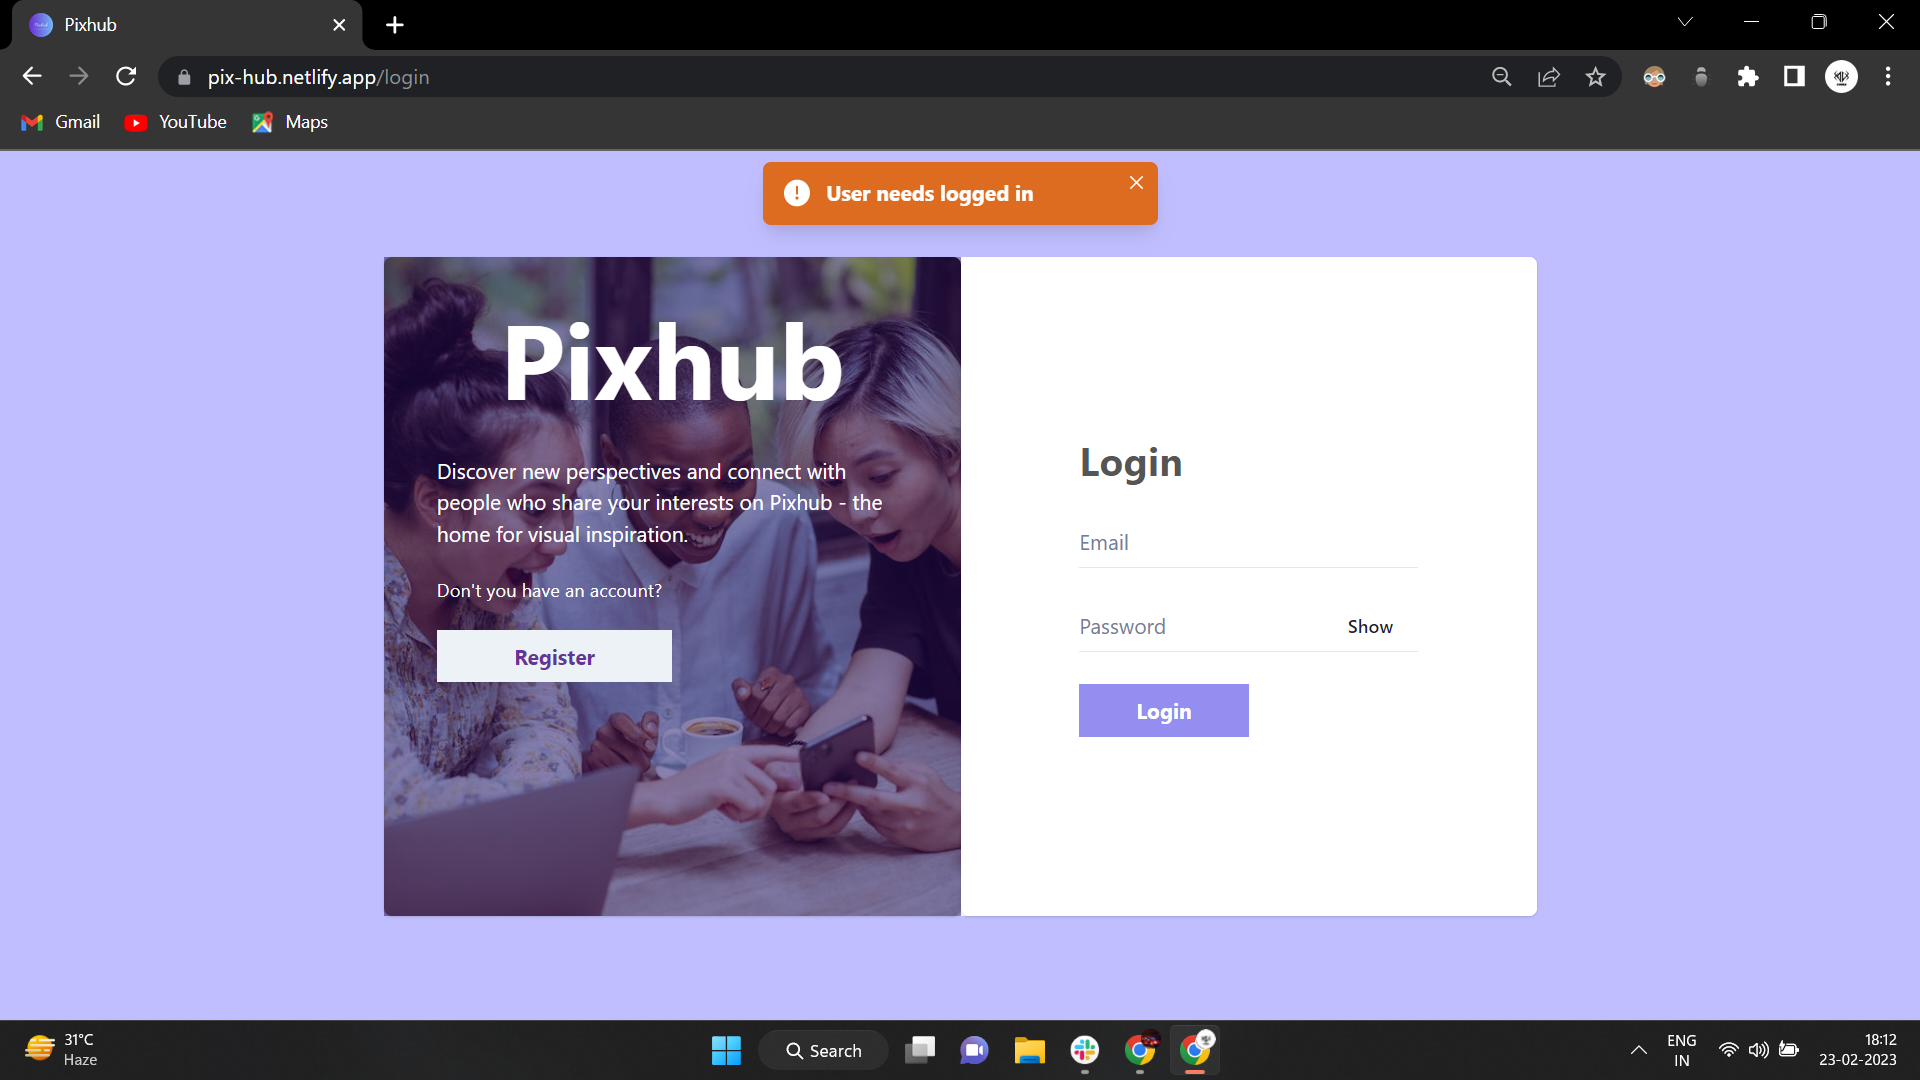 Pixhub
pix-hub.netlify.app/login
Gmail
YouTube
Maps
User needs logged in
Pixhub
Discover new perspectives and connect with
people who share your interests on Pixhub - the
home for visual inspiration.
Don't you have an account?
Register
Login
Email
Password
Show
Login
31°C
Haze
Search
ENG
IN
18:12
23-02-2023